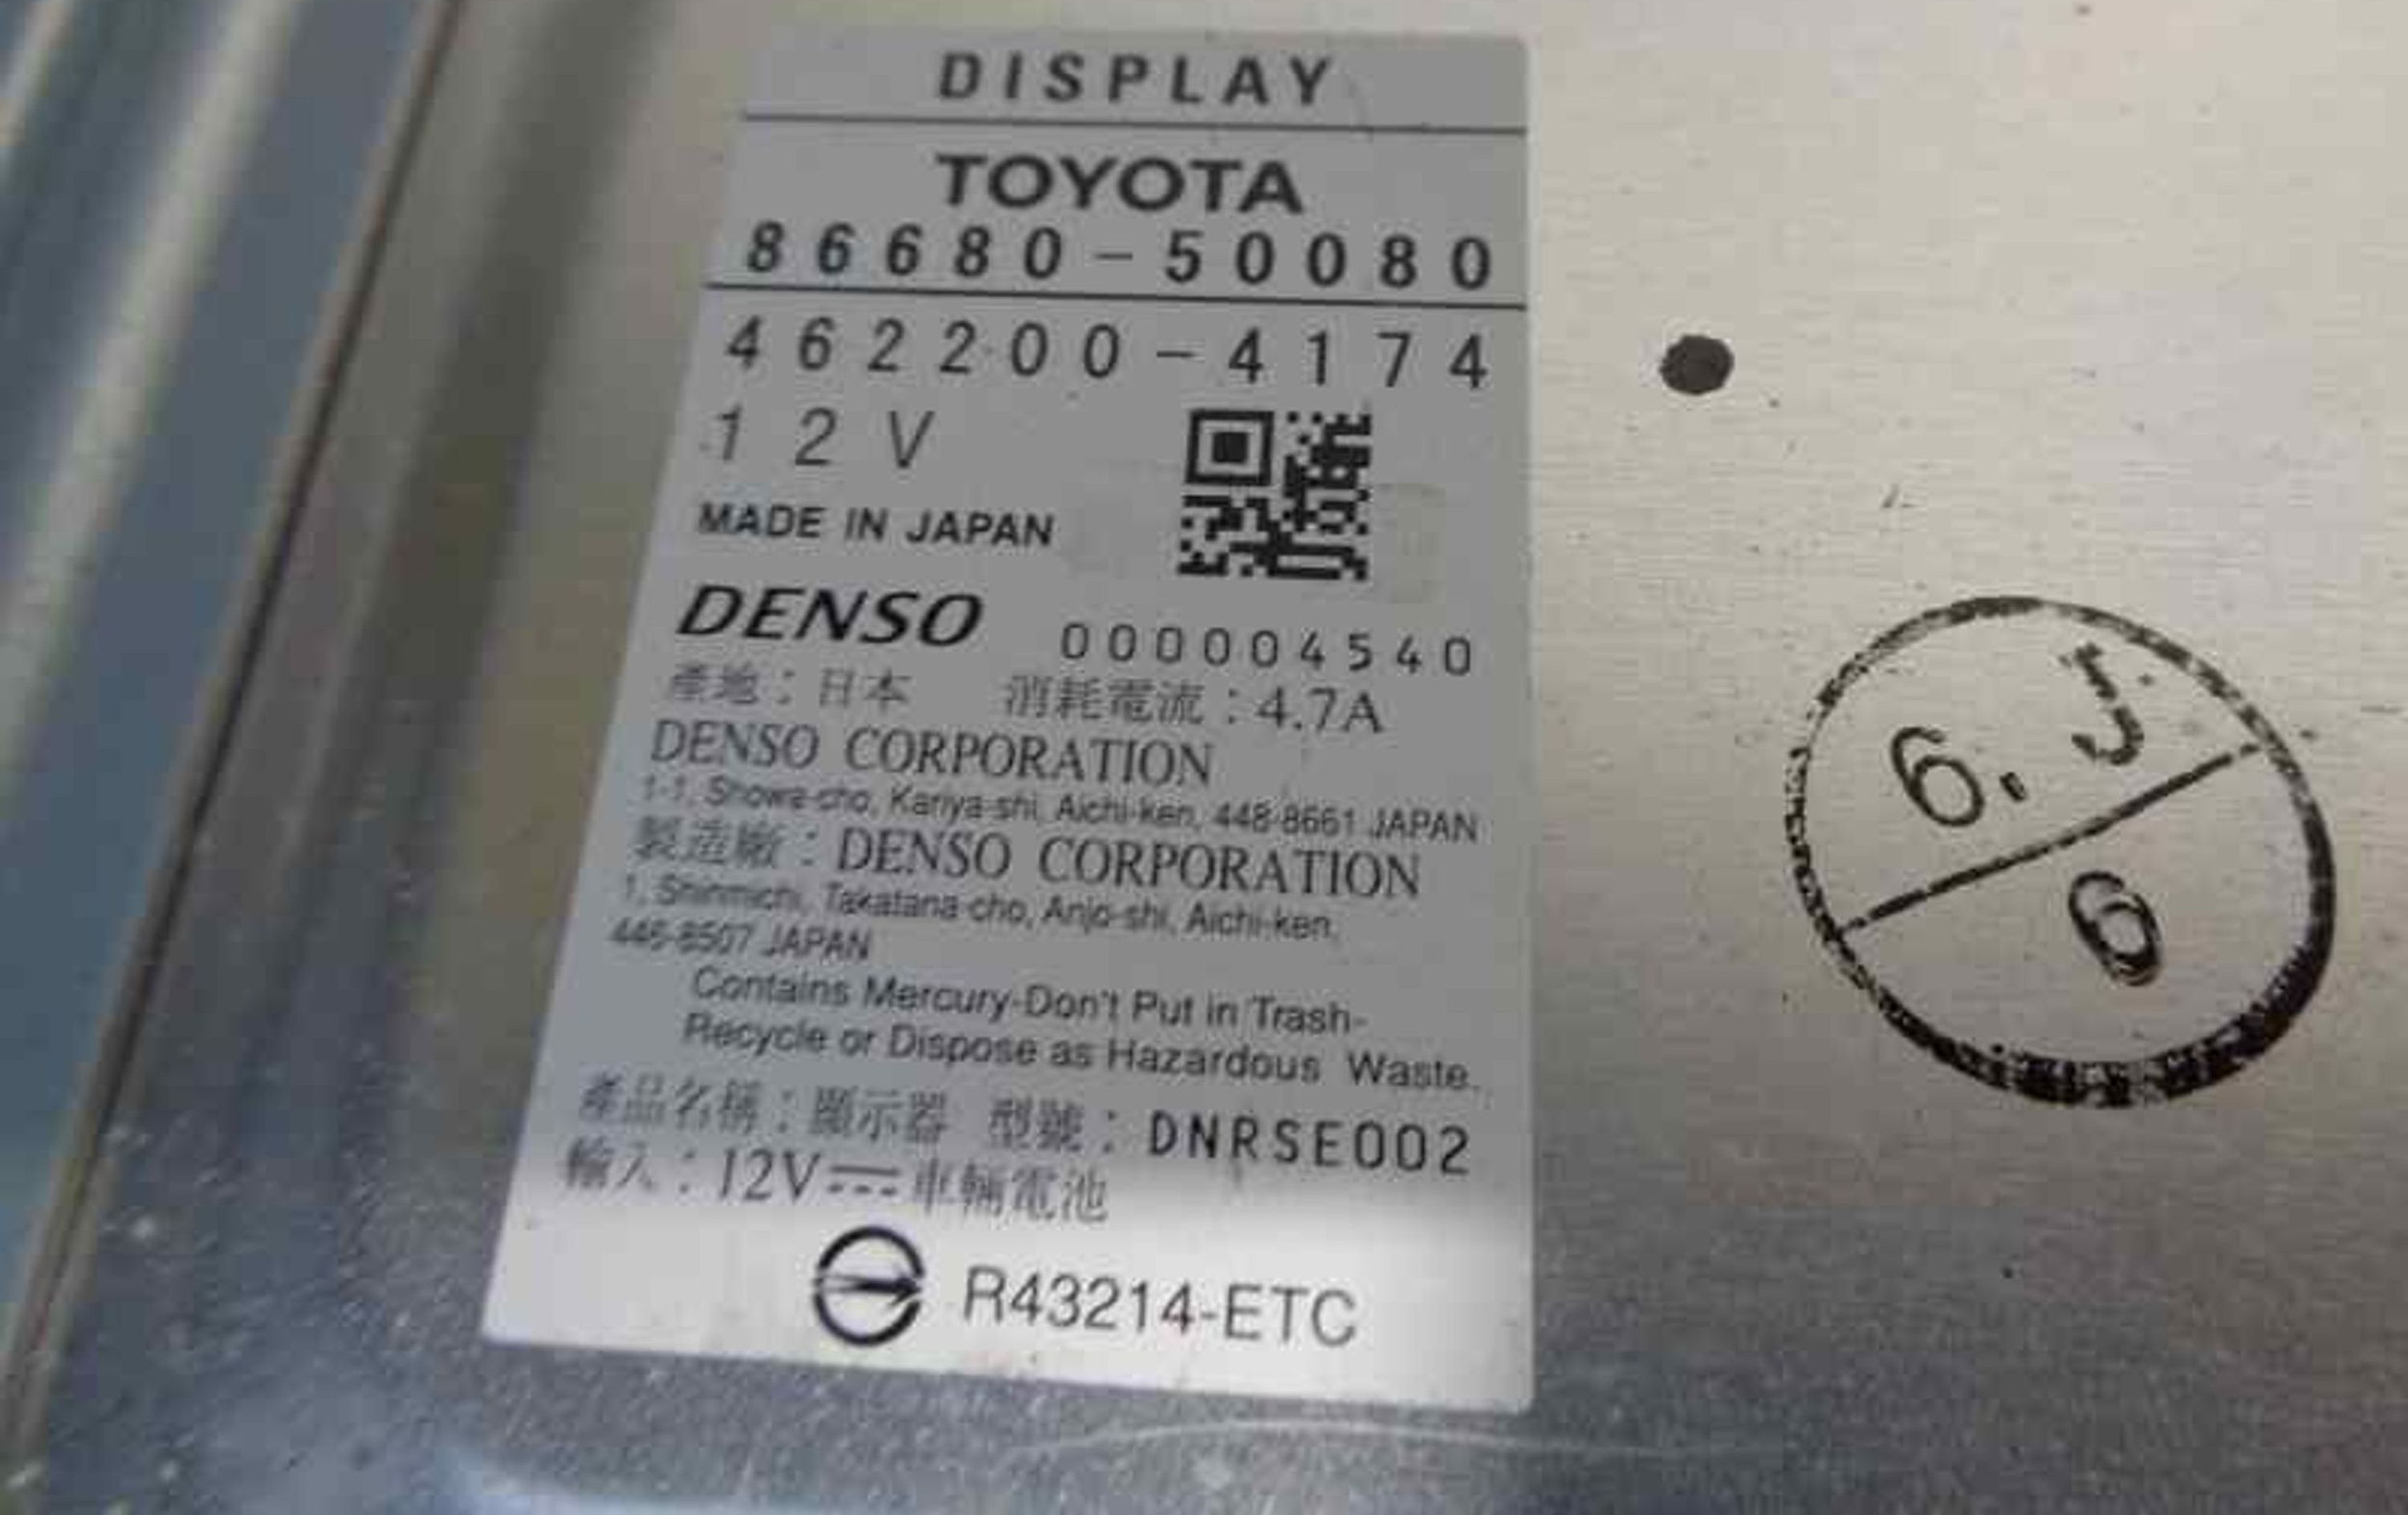 DISPLAY
TOYOTA
86680-50080
462200-4174
12V
MADE IN JAPAN
DENSO 000004540
產地：日本 消耗電流：4.7A
DENSO CORPORATION
1-1, Showa-cho, Kariya-shi, Aichi-ken, 448-8661 JAPAN
製造廠：DENSO CORPORATION
1, Shinmichi, Takatana-cho, Anjo-shi, Aichi-ken,
446-8507 JAPAN
Contains Mercury-Don't Put in Trash-
Recycle or Dispose as Hazardous Waste.
產品名稱：顯示器 型號：DNRSE002
輸入：12V⎓車輛電池
R43214-ETC
6.5
6